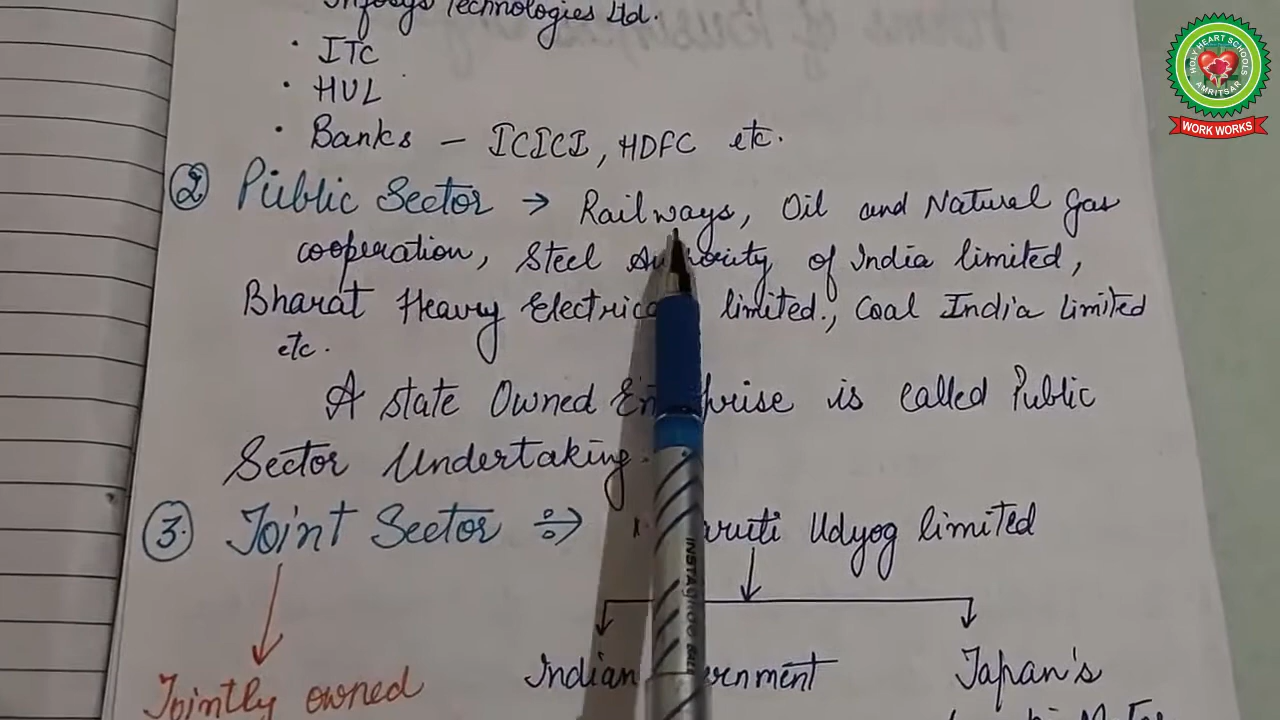 Infosys Technologies Ltd.
· ITC
· HUL
· Banks – ICICI, HDFC etc.
② Public Sector → Railways, Oil and Natural Gas
cooperation, Steel Authority of India limited,
Bharat Heavy Electrica limited., Coal India Limited
etc.
A state Owned Enterprise is called Public
Sector Undertaking.
③ Joint Sector ÷> Maruti Udyog limited
Indian Government Japan's
Jointly owned
HOLY HEART SCHOOLS
AMRITSAR
WORK WORKS